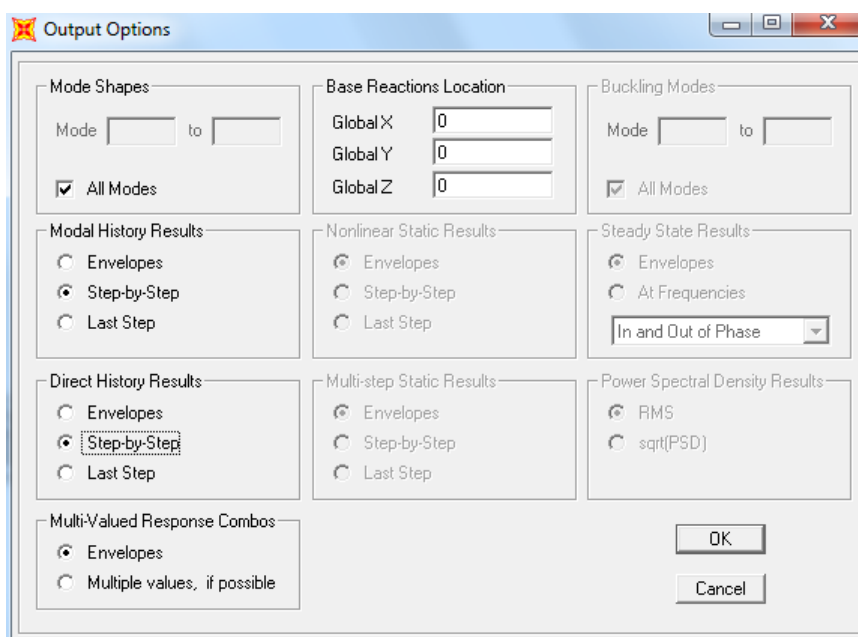 Output Options
Mode Shapes
Mode to
All Modes
Base Reactions Location
Global X 0
Global Y 0
Global Z 0
Buckling Modes
Mode to
All Modes
Modal History Results
Envelopes
Step-by-Step
Last Step
Nonlinear Static Results
Envelopes
Step-by-Step
Last Step
Steady State Results
Envelopes
At Frequencies
In and Out of Phase
Direct History Results
Envelopes
Step-by-Step
Last Step
Multi-step Static Results
Envelopes
Step-by-Step
Last Step
Power Spectral Density Results
RMS
sqrt(PSD)
Multi-Valued Response Combos
Envelopes
Multiple values, if possible
OK
Cancel